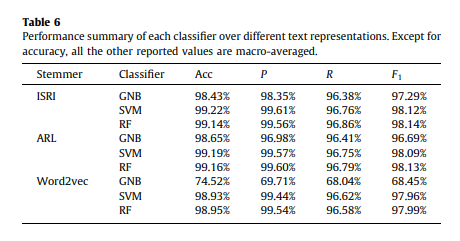 Table 6
Performance summary of each classifier over different text representations. Except for
accuracy, all the other reported values are macro-averaged.
Stemmer Classifier Acc P R F1
ISRI GNB 98.43% 98.35% 96.38% 97.29%
SVM 99.22% 99.61% 96.76% 98.12%
RF 99.14% 99.56% 96.86% 98.14%
ARL GNB 98.65% 96.98% 96.41% 96.69%
SVM 99.19% 99.57% 96.75% 98.09%
RF 99.16% 99.60% 96.79% 98.13%
Word2vec GNB 74.52% 69.71% 68.04% 68.45%
SVM 98.93% 99.44% 96.62% 97.96%
RF 98.95% 99.54% 96.58% 97.99%